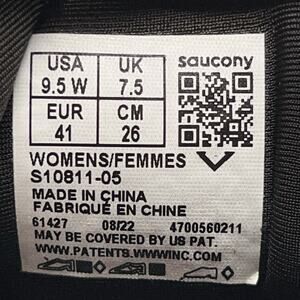 USA UK saucony
9.5 W 7.5
EUR CM
41 26
WOMENS/FEMMES
S10811-05
MADE IN CHINA
FABRIQUÉ EN CHINE
61427 08/22 4700560211
MAY BE COVERED BY US PAT.
WWW.PATENTS.WWWINC.COM